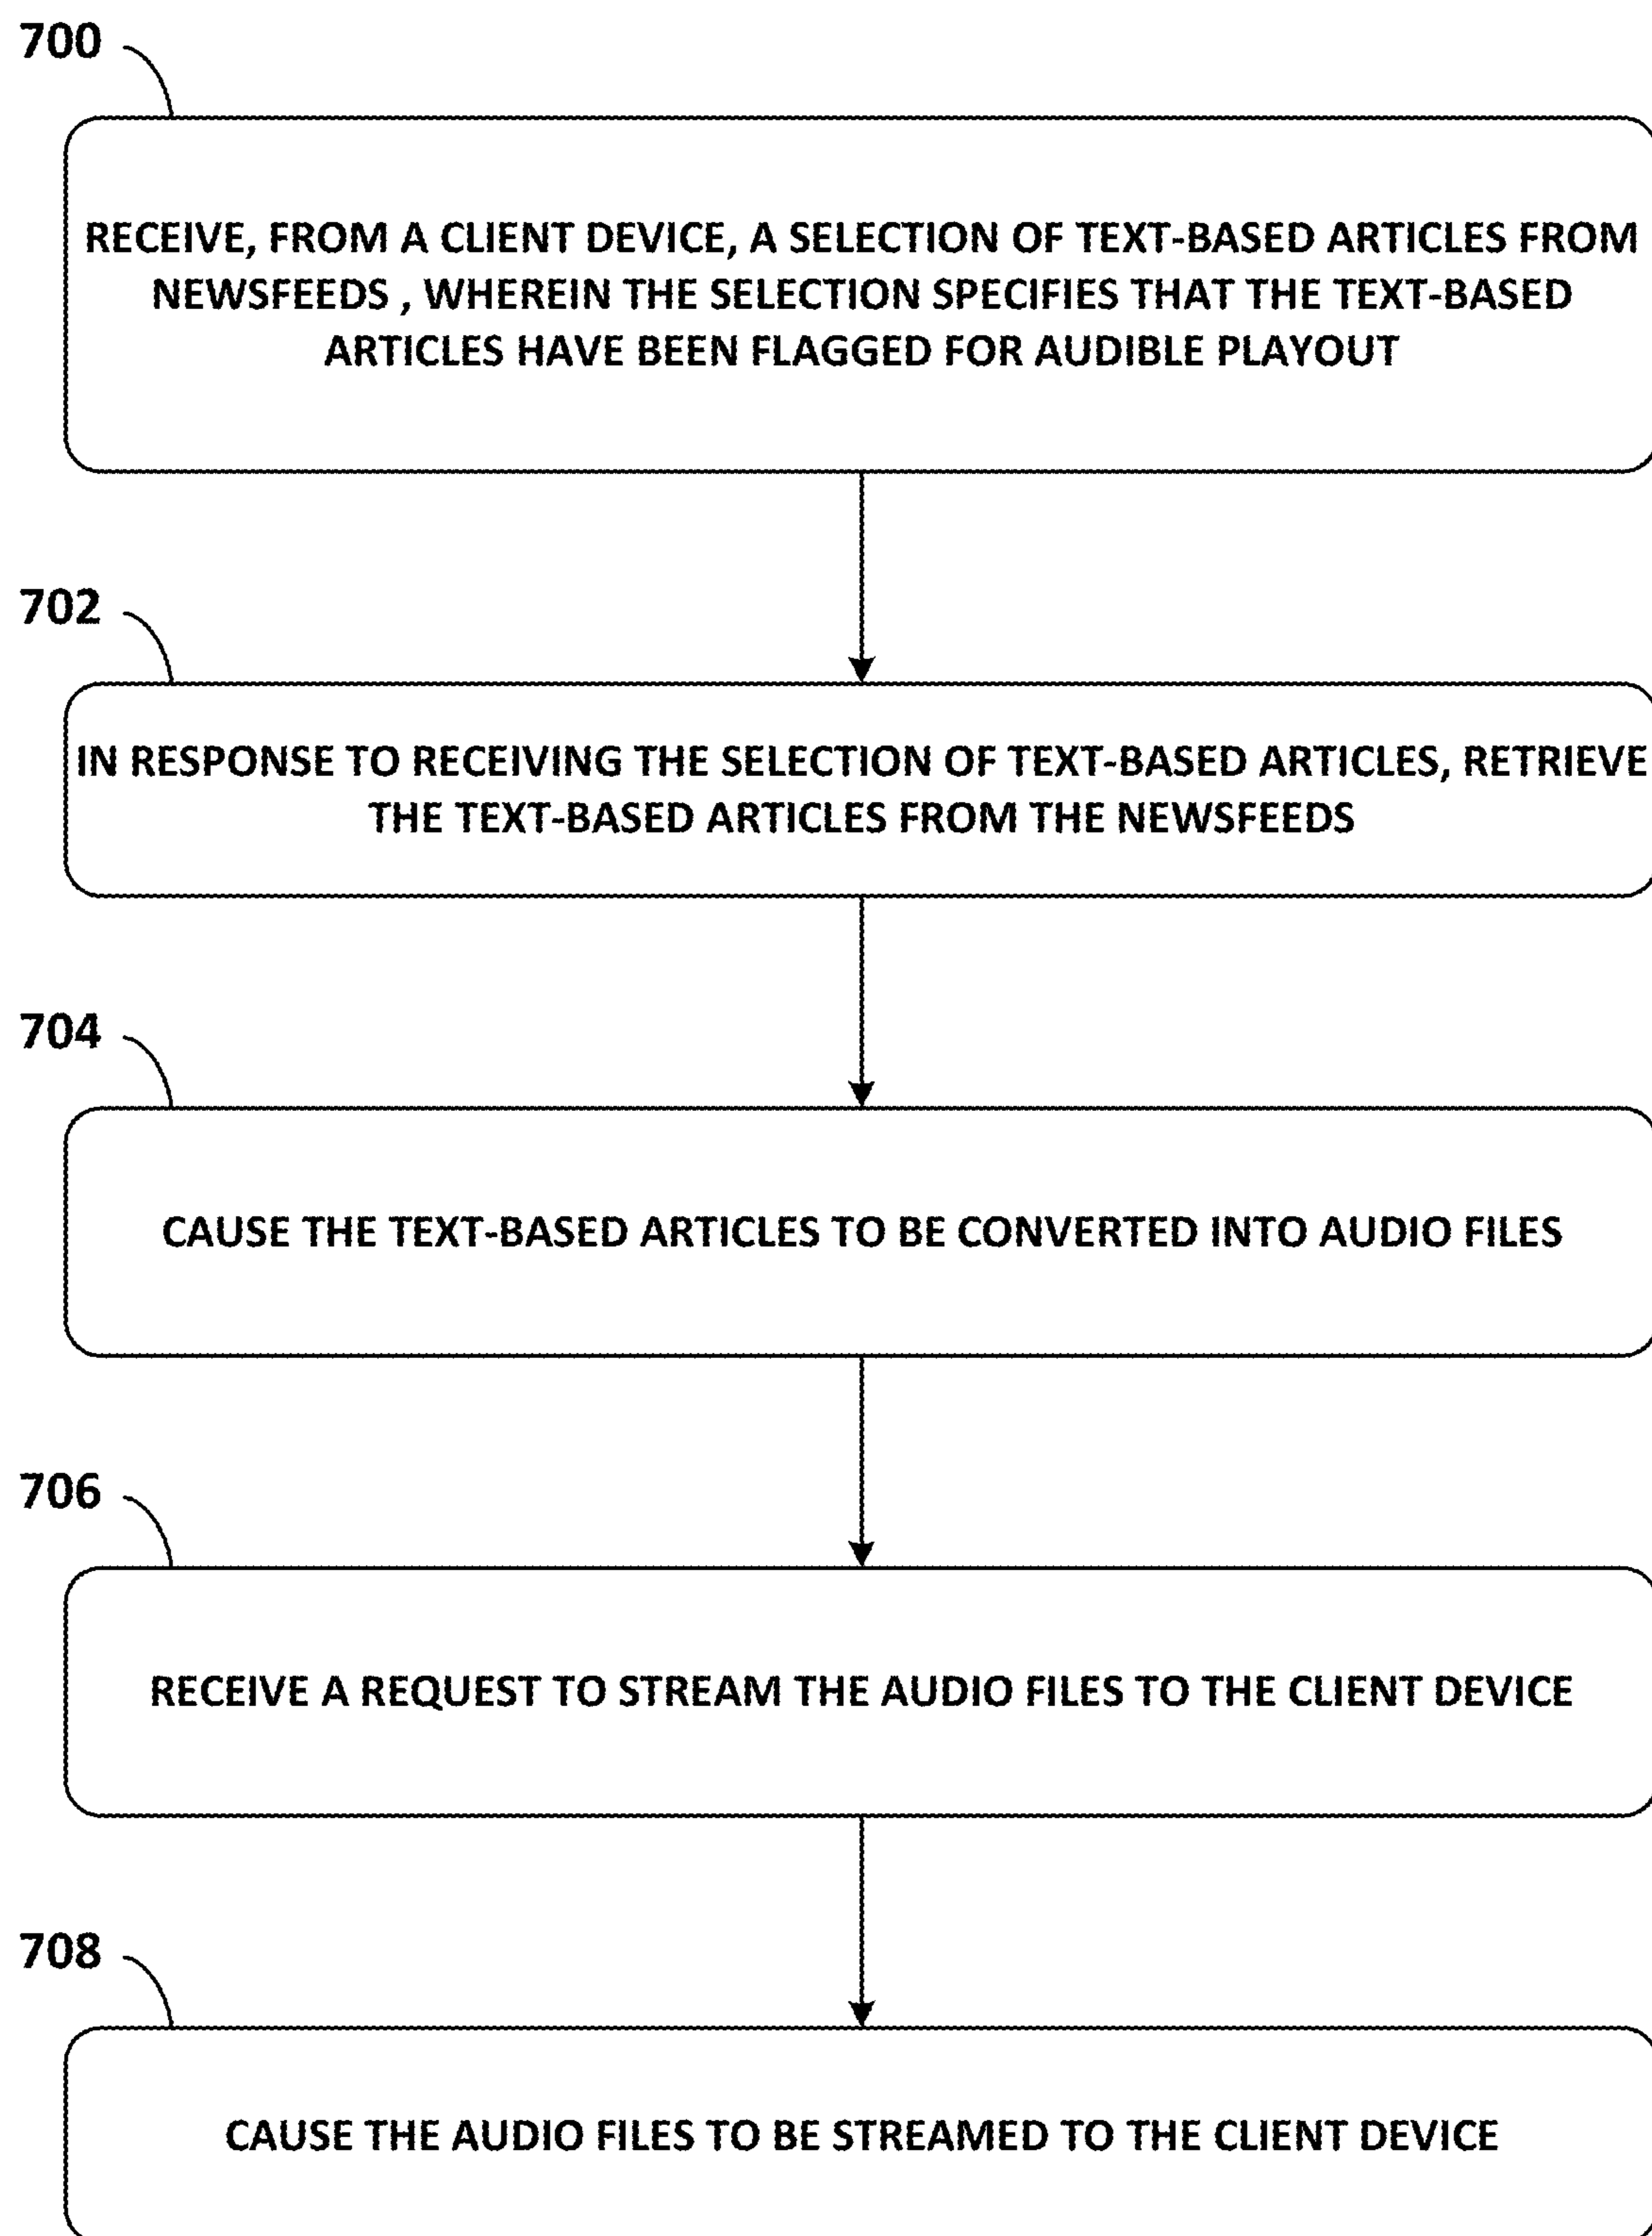 700
RECEIVE, FROM A CLIENT DEVICE, A SELECTION OF TEXT-BASED ARTICLES FROM
NEWSFEEDS , WHEREIN THE SELECTION SPECIFIES THAT THE TEXT-BASED
ARTICLES HAVE BEEN FLAGGED FOR AUDIBLE PLAYOUT
702
IN RESPONSE TO RECEIVING THE SELECTION OF TEXT-BASED ARTICLES, RETRIEVE
THE TEXT-BASED ARTICLES FROM THE NEWSFEEDS
704
CAUSE THE TEXT-BASED ARTICLES TO BE CONVERTED INTO AUDIO FILES
706
RECEIVE A REQUEST TO STREAM THE AUDIO FILES TO THE CLIENT DEVICE
708
CAUSE THE AUDIO FILES TO BE STREAMED TO THE CLIENT DEVICE